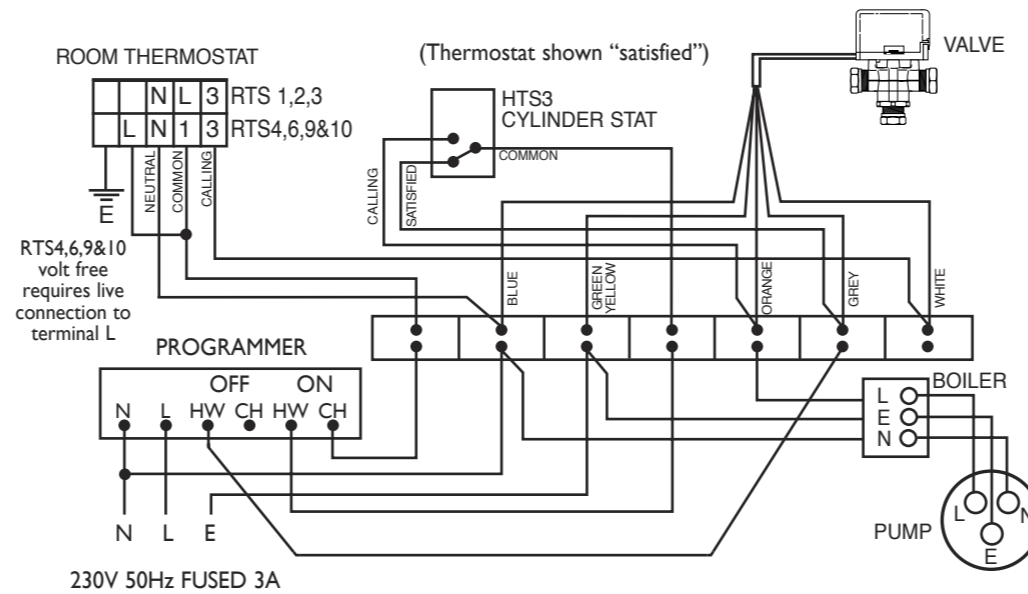 ROOM THERMOSTAT
N L 3 RTS 1,2,3
L N 1 3 RTS4,6,9&10
NEUTRAL
COMMON
CALLING
E
RTS4,6,9&10
volt free
requires live
connection to
terminal L
(Thermostat shown “satisfied”)
HTS3
CYLINDER STAT
COMMON
CALLING
SATISFIED
VALVE
BLUE
GREEN
YELLOW
ORANGE
GREY
WHITE
PROGRAMMER
OFF ON
N L HW CH HW CH
N L E
230V 50Hz FUSED 3A
BOILER
L
E
N
PUMP
L
N
E